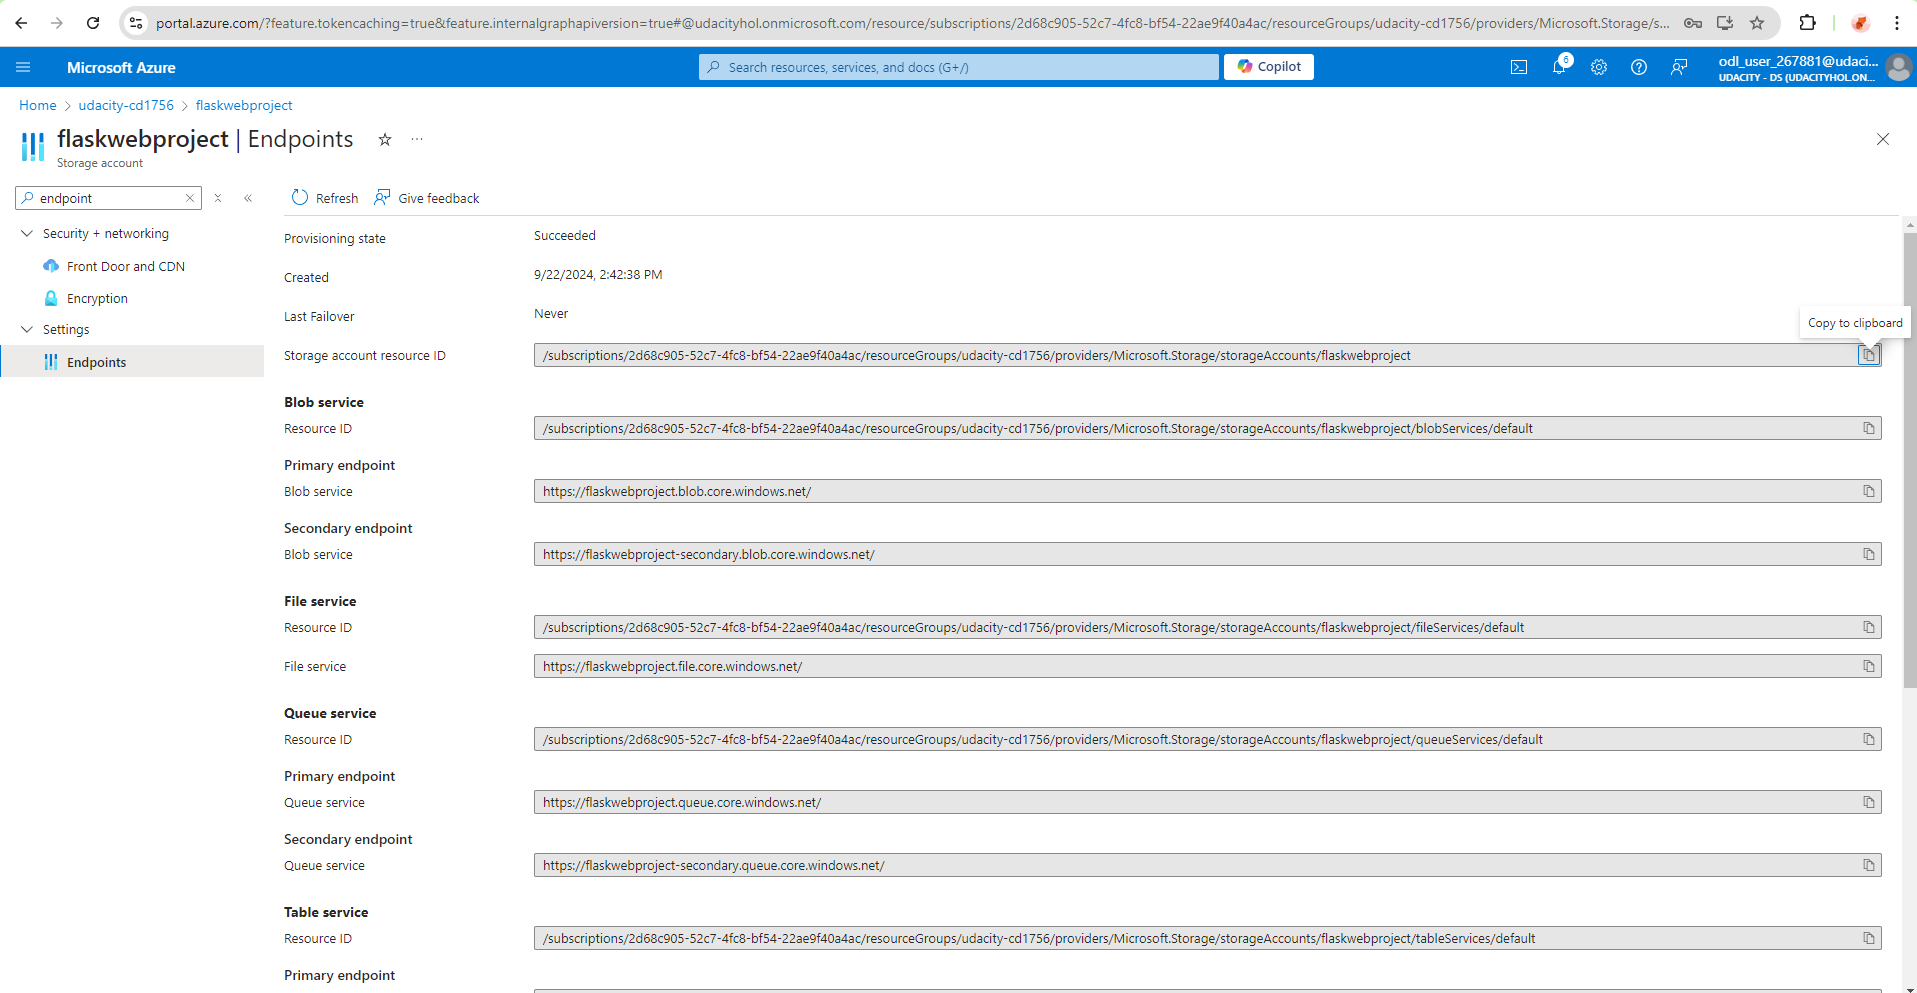 portal.azure.com/?feature.tokencaching=true&feature.internalgraphapiversion=true#@udacityhol.onmicrosoft.com/resource/subscriptions/2d68c905-52c7-4fc8-bf54-22ae9f40a4ac/resourceGroups/udacity-cd1756/providers/Microsoft.Storage/s...
Microsoft Azure
Search resources, services, and docs (G+/)
Copilot
6
odl_user_267881@udaci...
UDACITY - DS (UDACITYHOL.ON...
Home > udacity-cd1756 > flaskwebproject
flaskwebproject | Endpoints
Storage account
endpoint
Refresh
Give feedback
Security + networking
Front Door and CDN
Encryption
Settings
Endpoints
Provisioning state
Succeeded
Created
9/22/2024, 2:42:38 PM
Last Failover
Never
Copy to clipboard
Storage account resource ID
/subscriptions/2d68c905-52c7-4fc8-bf54-22ae9f40a4ac/resourceGroups/udacity-cd1756/providers/Microsoft.Storage/storageAccounts/flaskwebproject
Blob service
Resource ID
/subscriptions/2d68c905-52c7-4fc8-bf54-22ae9f40a4ac/resourceGroups/udacity-cd1756/providers/Microsoft.Storage/storageAccounts/flaskwebproject/blobServices/default
Primary endpoint
Blob service
https://flaskwebproject.blob.core.windows.net/
Secondary endpoint
Blob service
https://flaskwebproject-secondary.blob.core.windows.net/
File service
Resource ID
/subscriptions/2d68c905-52c7-4fc8-bf54-22ae9f40a4ac/resourceGroups/udacity-cd1756/providers/Microsoft.Storage/storageAccounts/flaskwebproject/fileServices/default
File service
https://flaskwebproject.file.core.windows.net/
Queue service
Resource ID
/subscriptions/2d68c905-52c7-4fc8-bf54-22ae9f40a4ac/resourceGroups/udacity-cd1756/providers/Microsoft.Storage/storageAccounts/flaskwebproject/queueServices/default
Primary endpoint
Queue service
https://flaskwebproject.queue.core.windows.net/
Secondary endpoint
Queue service
https://flaskwebproject-secondary.queue.core.windows.net/
Table service
Resource ID
/subscriptions/2d68c905-52c7-4fc8-bf54-22ae9f40a4ac/resourceGroups/udacity-cd1756/providers/Microsoft.Storage/storageAccounts/flaskwebproject/tableServices/default
Primary endpoint